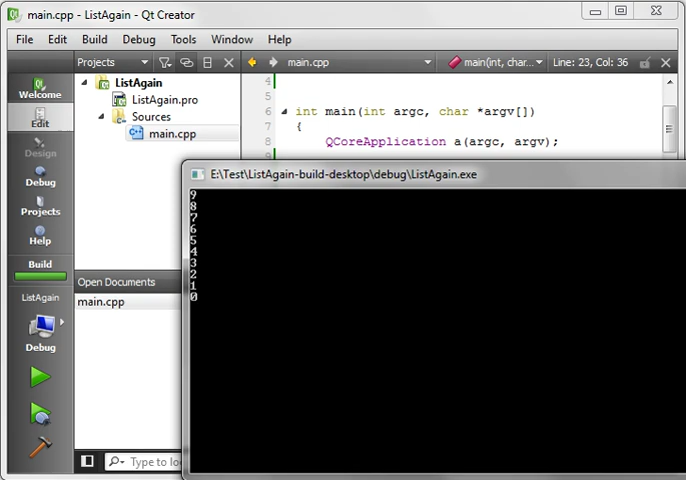 main.cpp - ListAgain - Qt Creator
File Edit Build Debug Tools Window Help
Projects
main.cpp
main(int, char...
Line: 23, Col: 36
Welcome
Edit
Design
Debug
Projects
Help
Build
ListAgain
Debug
ListAgain
ListAgain.pro
Sources
main.cpp
Open Documents
main.cpp
4
6 int main(int argc, char *argv[])
7 {
8 QCoreApplication a(argc, argv);
9
E:\Test\ListAgain-build-desktop\debug\ListAgain.exe
9
8
7
6
5
4
3
2
1
0
Type to lo